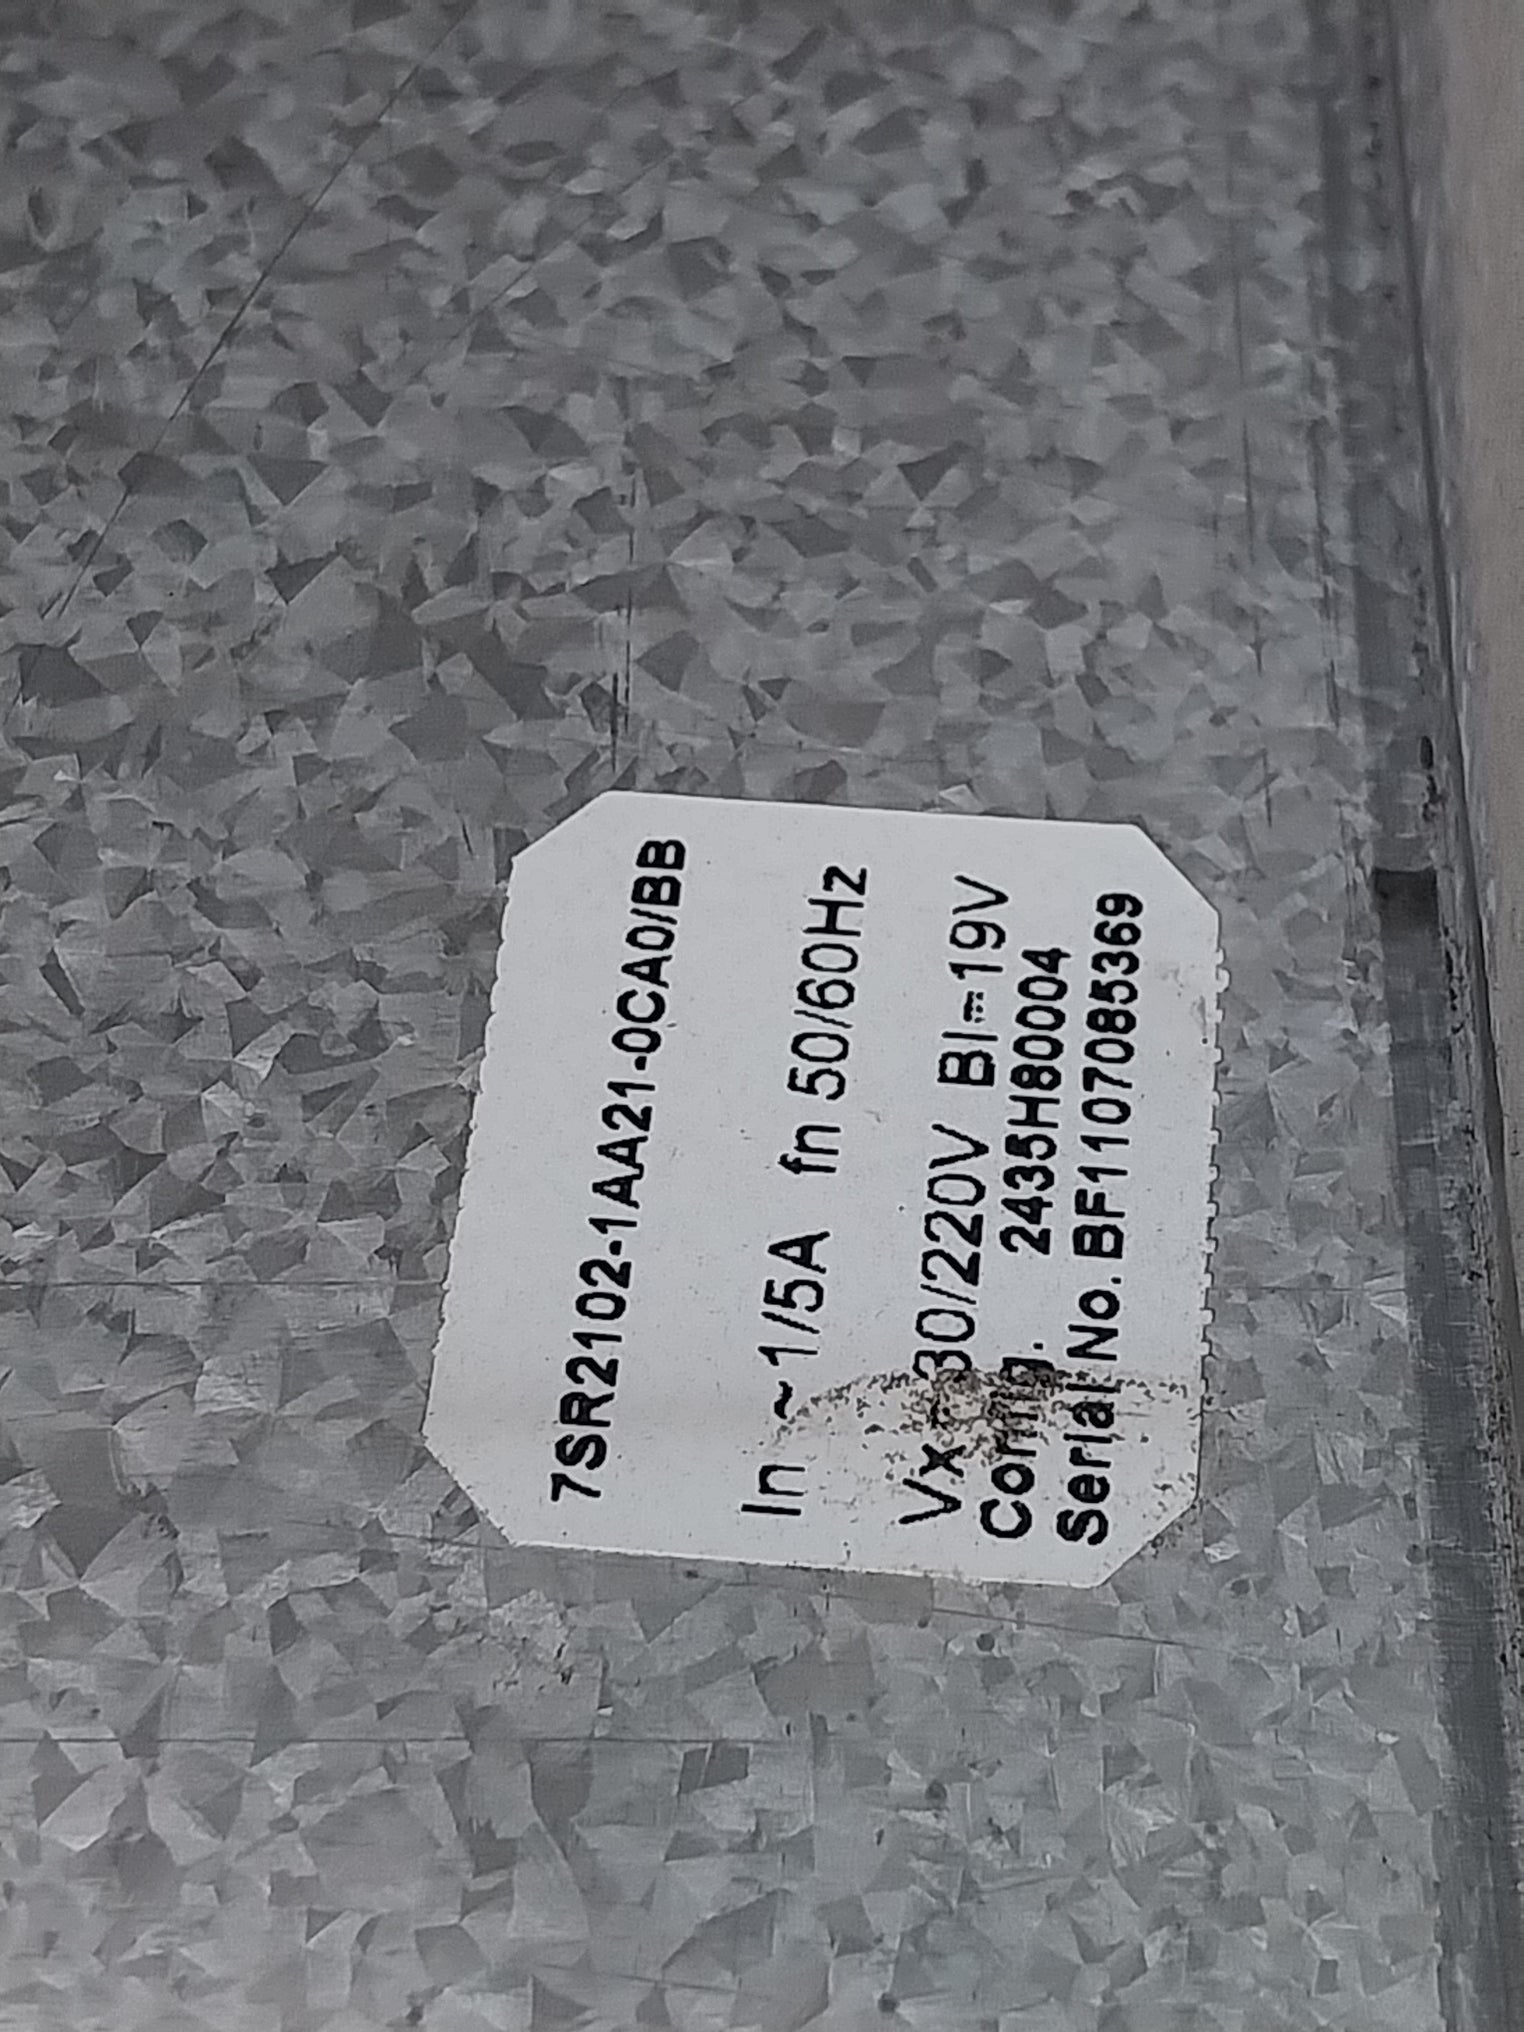 7SR2102-1AA21-0CA0/BB
In ~1/5A fn 50/60Hz
Vx 30/220V BI⎓19V
Config. 2435H80004
Serial No. BF1107085369